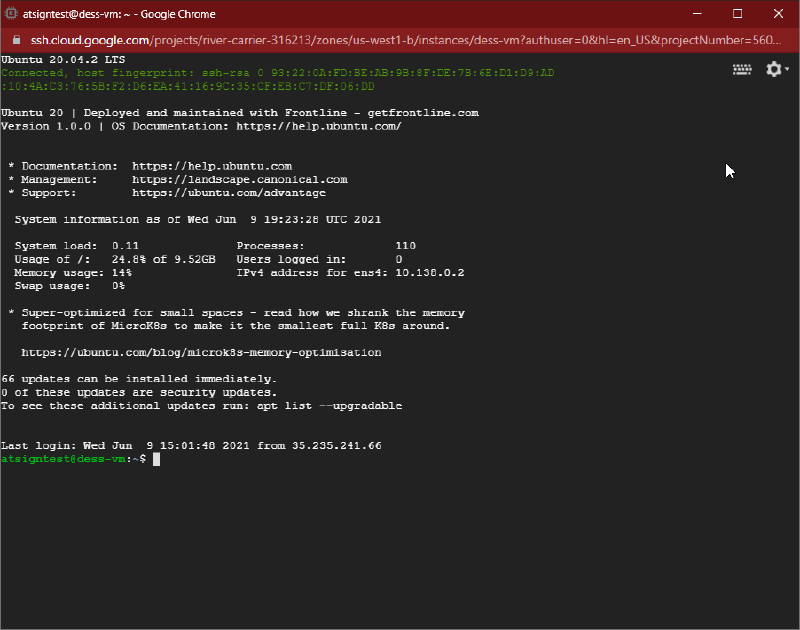 atsigntest@dess-vm: ~ - Google Chrome
ssh.cloud.google.com/projects/river-carrier-316213/zones/us-west1-b/instances/dess-vm?authuser=0&hl=en_US&projectNumber=560...
Ubuntu 20.04.2 LTS
Connected, host fingerprint: ssh-rsa 0 93:22:0A:FD:BE:AB:9B:8F:DE:7B:6E:D1:D9:AD
:10:4A:C3:76:5B:F2:D6:EA:41:16:9C:35:CF:EB:C7:DF:06:DD
Ubuntu 20 | Deployed and maintained with Frontline - getfrontline.com
Version 1.0.0 | OS Documentation: https://help.ubuntu.com/
* Documentation:  https://help.ubuntu.com
* Management:     https://landscape.canonical.com
* Support:        https://ubuntu.com/advantage
System information as of Wed Jun  9 19:23:28 UTC 2021
System load:  0.11              Processes:             110
Usage of /:   24.8% of 9.52GB   Users logged in:       0
Memory usage: 14%               IPv4 address for ens4: 10.138.0.2
Swap usage:   0%
* Super-optimized for small spaces - read how we shrank the memory
footprint of MicroK8s to make it the smallest full K8s around.
https://ubuntu.com/blog/microk8s-memory-optimisation
66 updates can be installed immediately.
0 of these updates are security updates.
To see these additional updates run: apt list --upgradable
Last login: Wed Jun  9 15:01:48 2021 from 35.235.241.66
atsigntest@dess-vm:~$